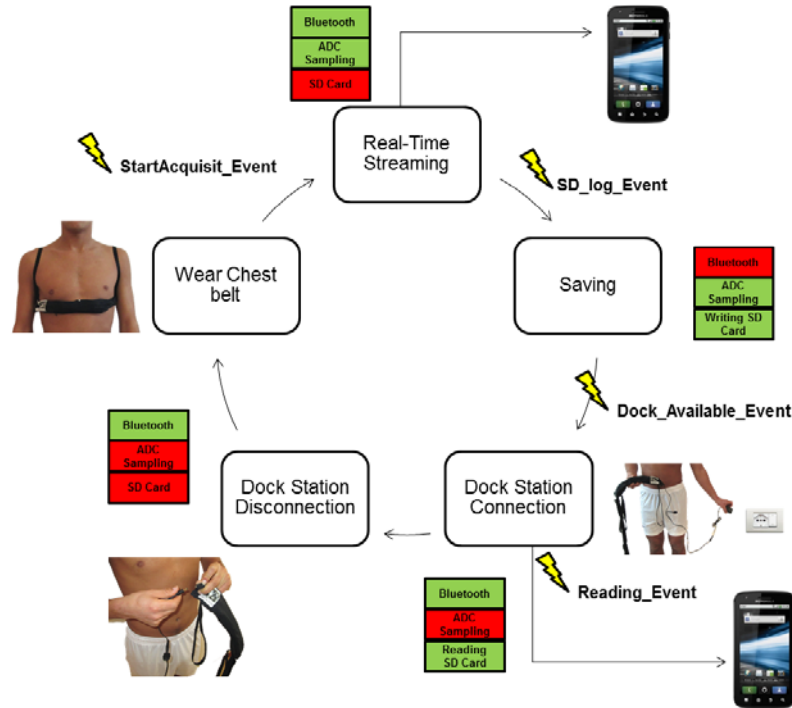 Bluetooth
ADC
Sampling
SD Card
Real-Time
Streaming
StartAcquisit_Event
SD_log_Event
Wear Chest
belt
Saving
Bluetooth
ADC
Sampling
Writing SD
Card
Dock_Available_Event
Bluetooth
ADC
Sampling
SD Card
Dock Station
Disconnection
Dock Station
Connection
Reading_Event
Bluetooth
ADC
Sampling
Reading
SD Card